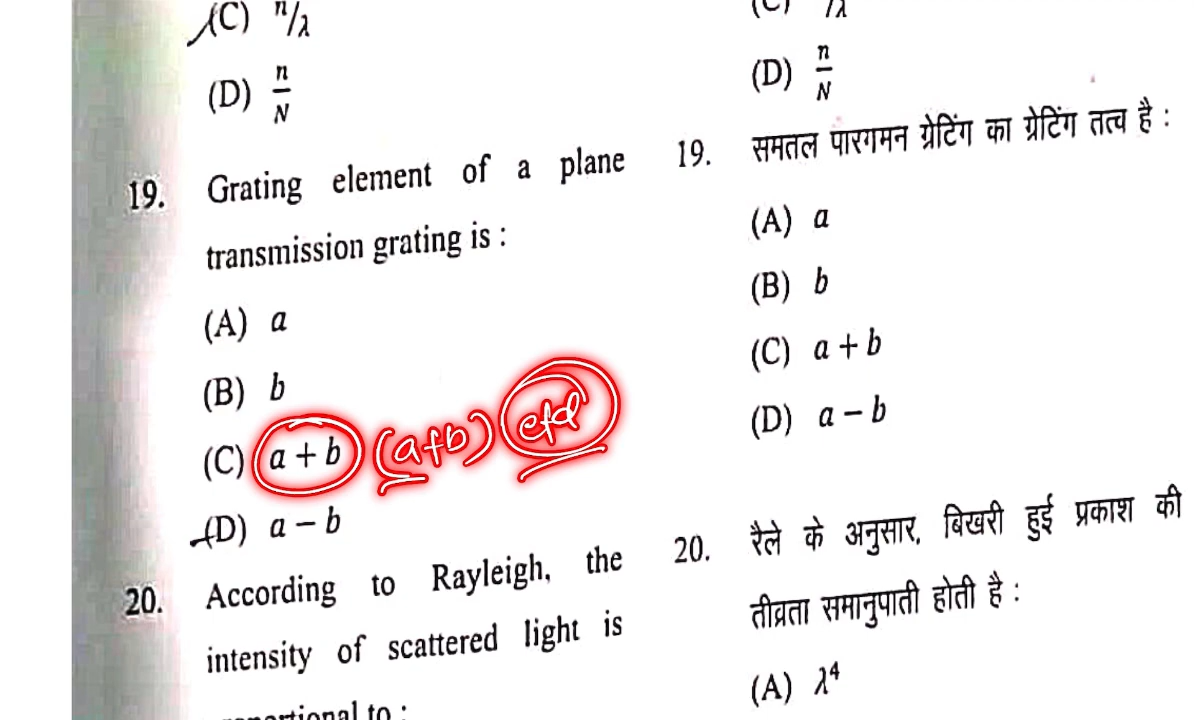 (C) n/λ
(D) n/N
19. Grating element of a plane
transmission grating is :
(A) a
(B) b
(C) a + b (a+b) e+d
(D) a − b
20. According to Rayleigh, the
intensity of scattered light is
(D) n/N
19. समतल पारगमन ग्रेटिंग का ग्रेटिंग तत्व है :
(A) a
(B) b
(C) a + b
(D) a − b
20. रैले के अनुसार, बिखरी हुई प्रकाश की
तीव्रता समानुपाती होती है :
(A) λ⁴